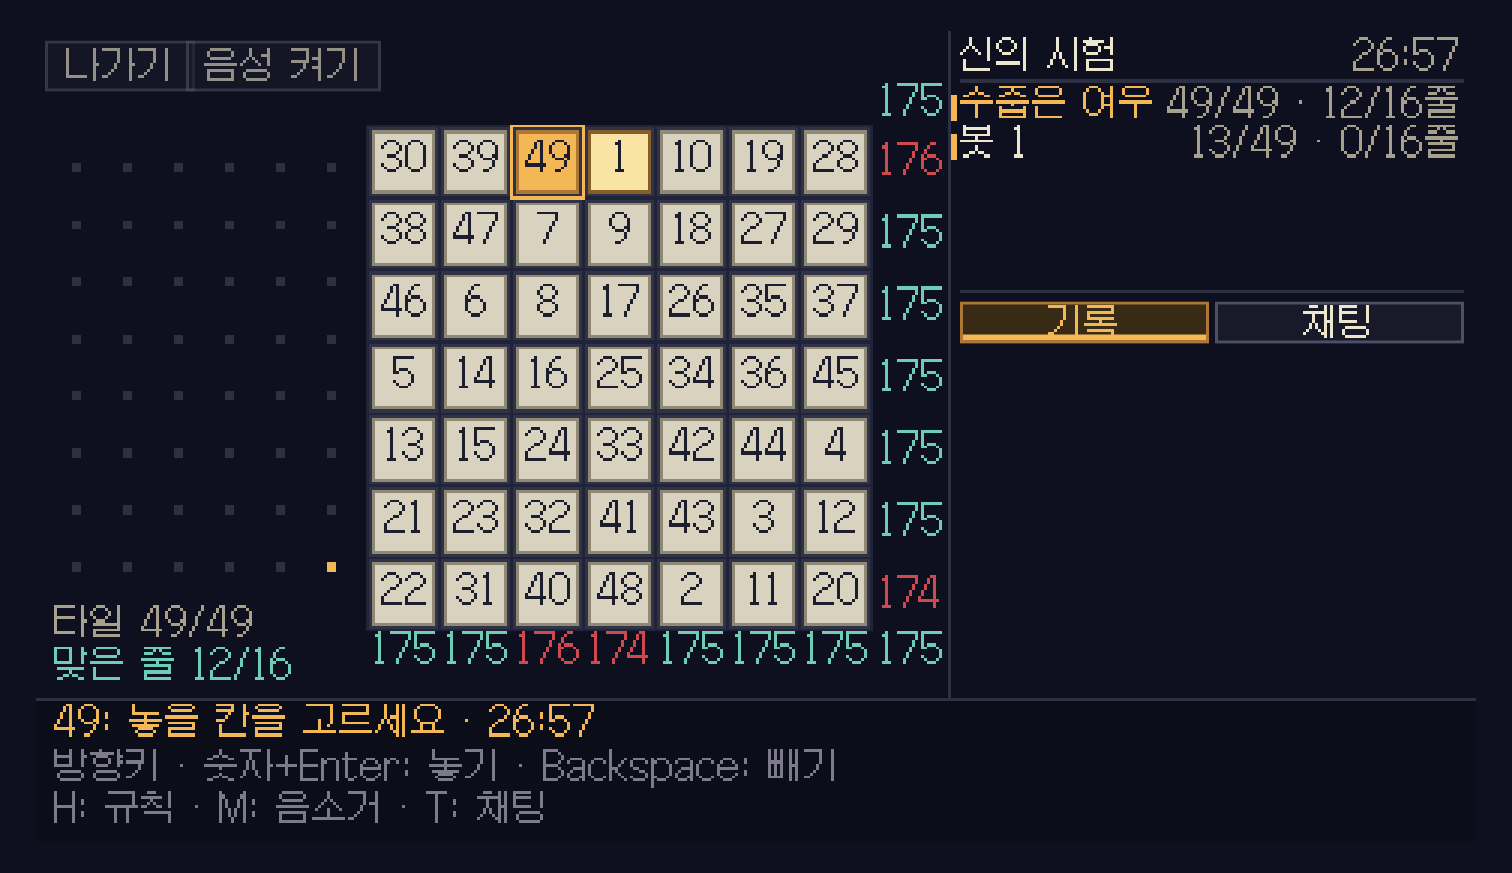 나가기 음성 켜기
신의 시험 26:57
수줍은 여우 49/49 · 12/16줄
봇 1 13/49 · 0/16줄
기록 채팅
175
30 39 49 1 10 19 28 176
38 47 7 9 18 27 29 175
46 6 8 17 26 35 37 175
5 14 16 25 34 36 45 175
13 15 24 33 42 44 4 175
21 23 32 41 43 3 12 175
22 31 40 48 2 11 20 174
175 175 176 174 175 175 175 175
타일 49/49
맞은 줄 12/16
49: 놓을 칸을 고르세요 · 26:57
방향키 · 숫자+Enter: 놓기 · Backspace: 빼기
H: 규칙 · M: 음소거 · T: 채팅